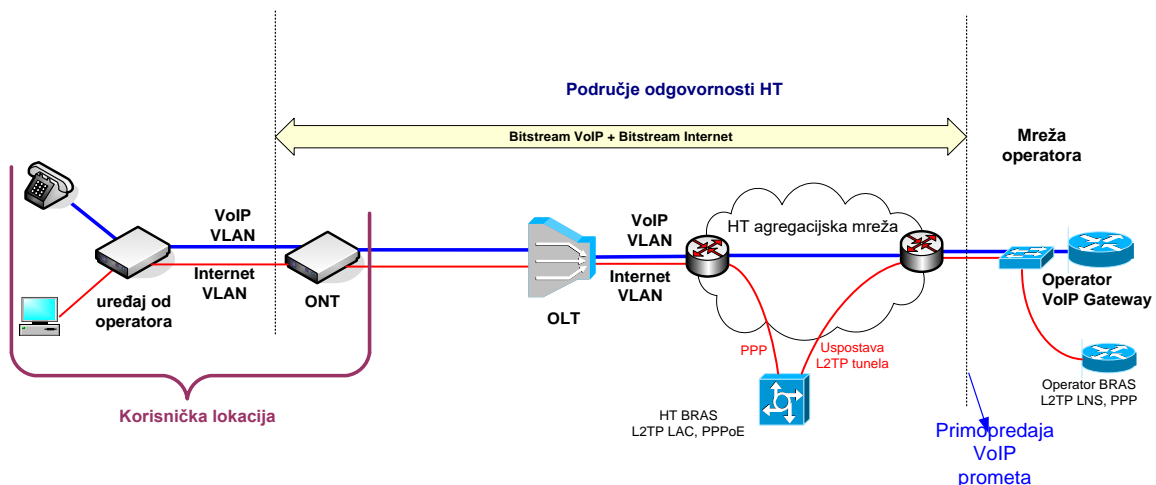 Područje odgovornosti HT
Bitstream VoIP + Bitstream Internet
Mreža
operatora
VoIP
VLAN
Internet
VLAN
uređaj od
operatora
ONT
OLT
VoIP
VLAN
Internet
VLAN
HT agregacijska mreža
Operator
VoIP Gateway
PPP
Uspostava
L2TP tunela
HT BRAS
L2TP LAC, PPPoE
Operator BRAS
L2TP LNS, PPP
Korisnička lokacija
Primopredaja
VoIP
prometa